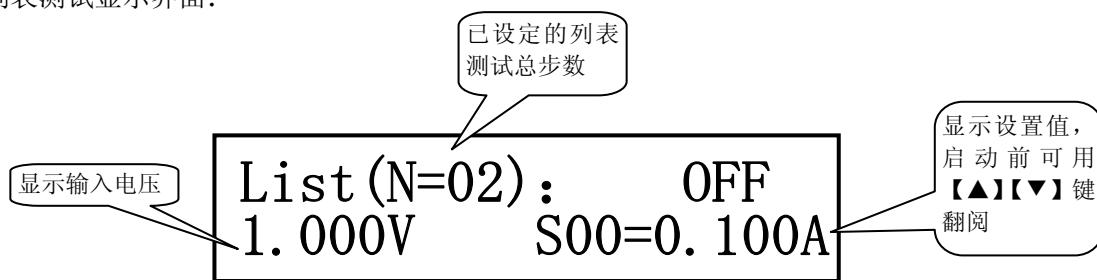 列表测试显示界面：
已设定的列表
测试总步数
显示输入电压
List(N=02)： OFF
1.000V S00=0.100A
显示设置值，
启动前可用
【▲】【▼】键
翻阅